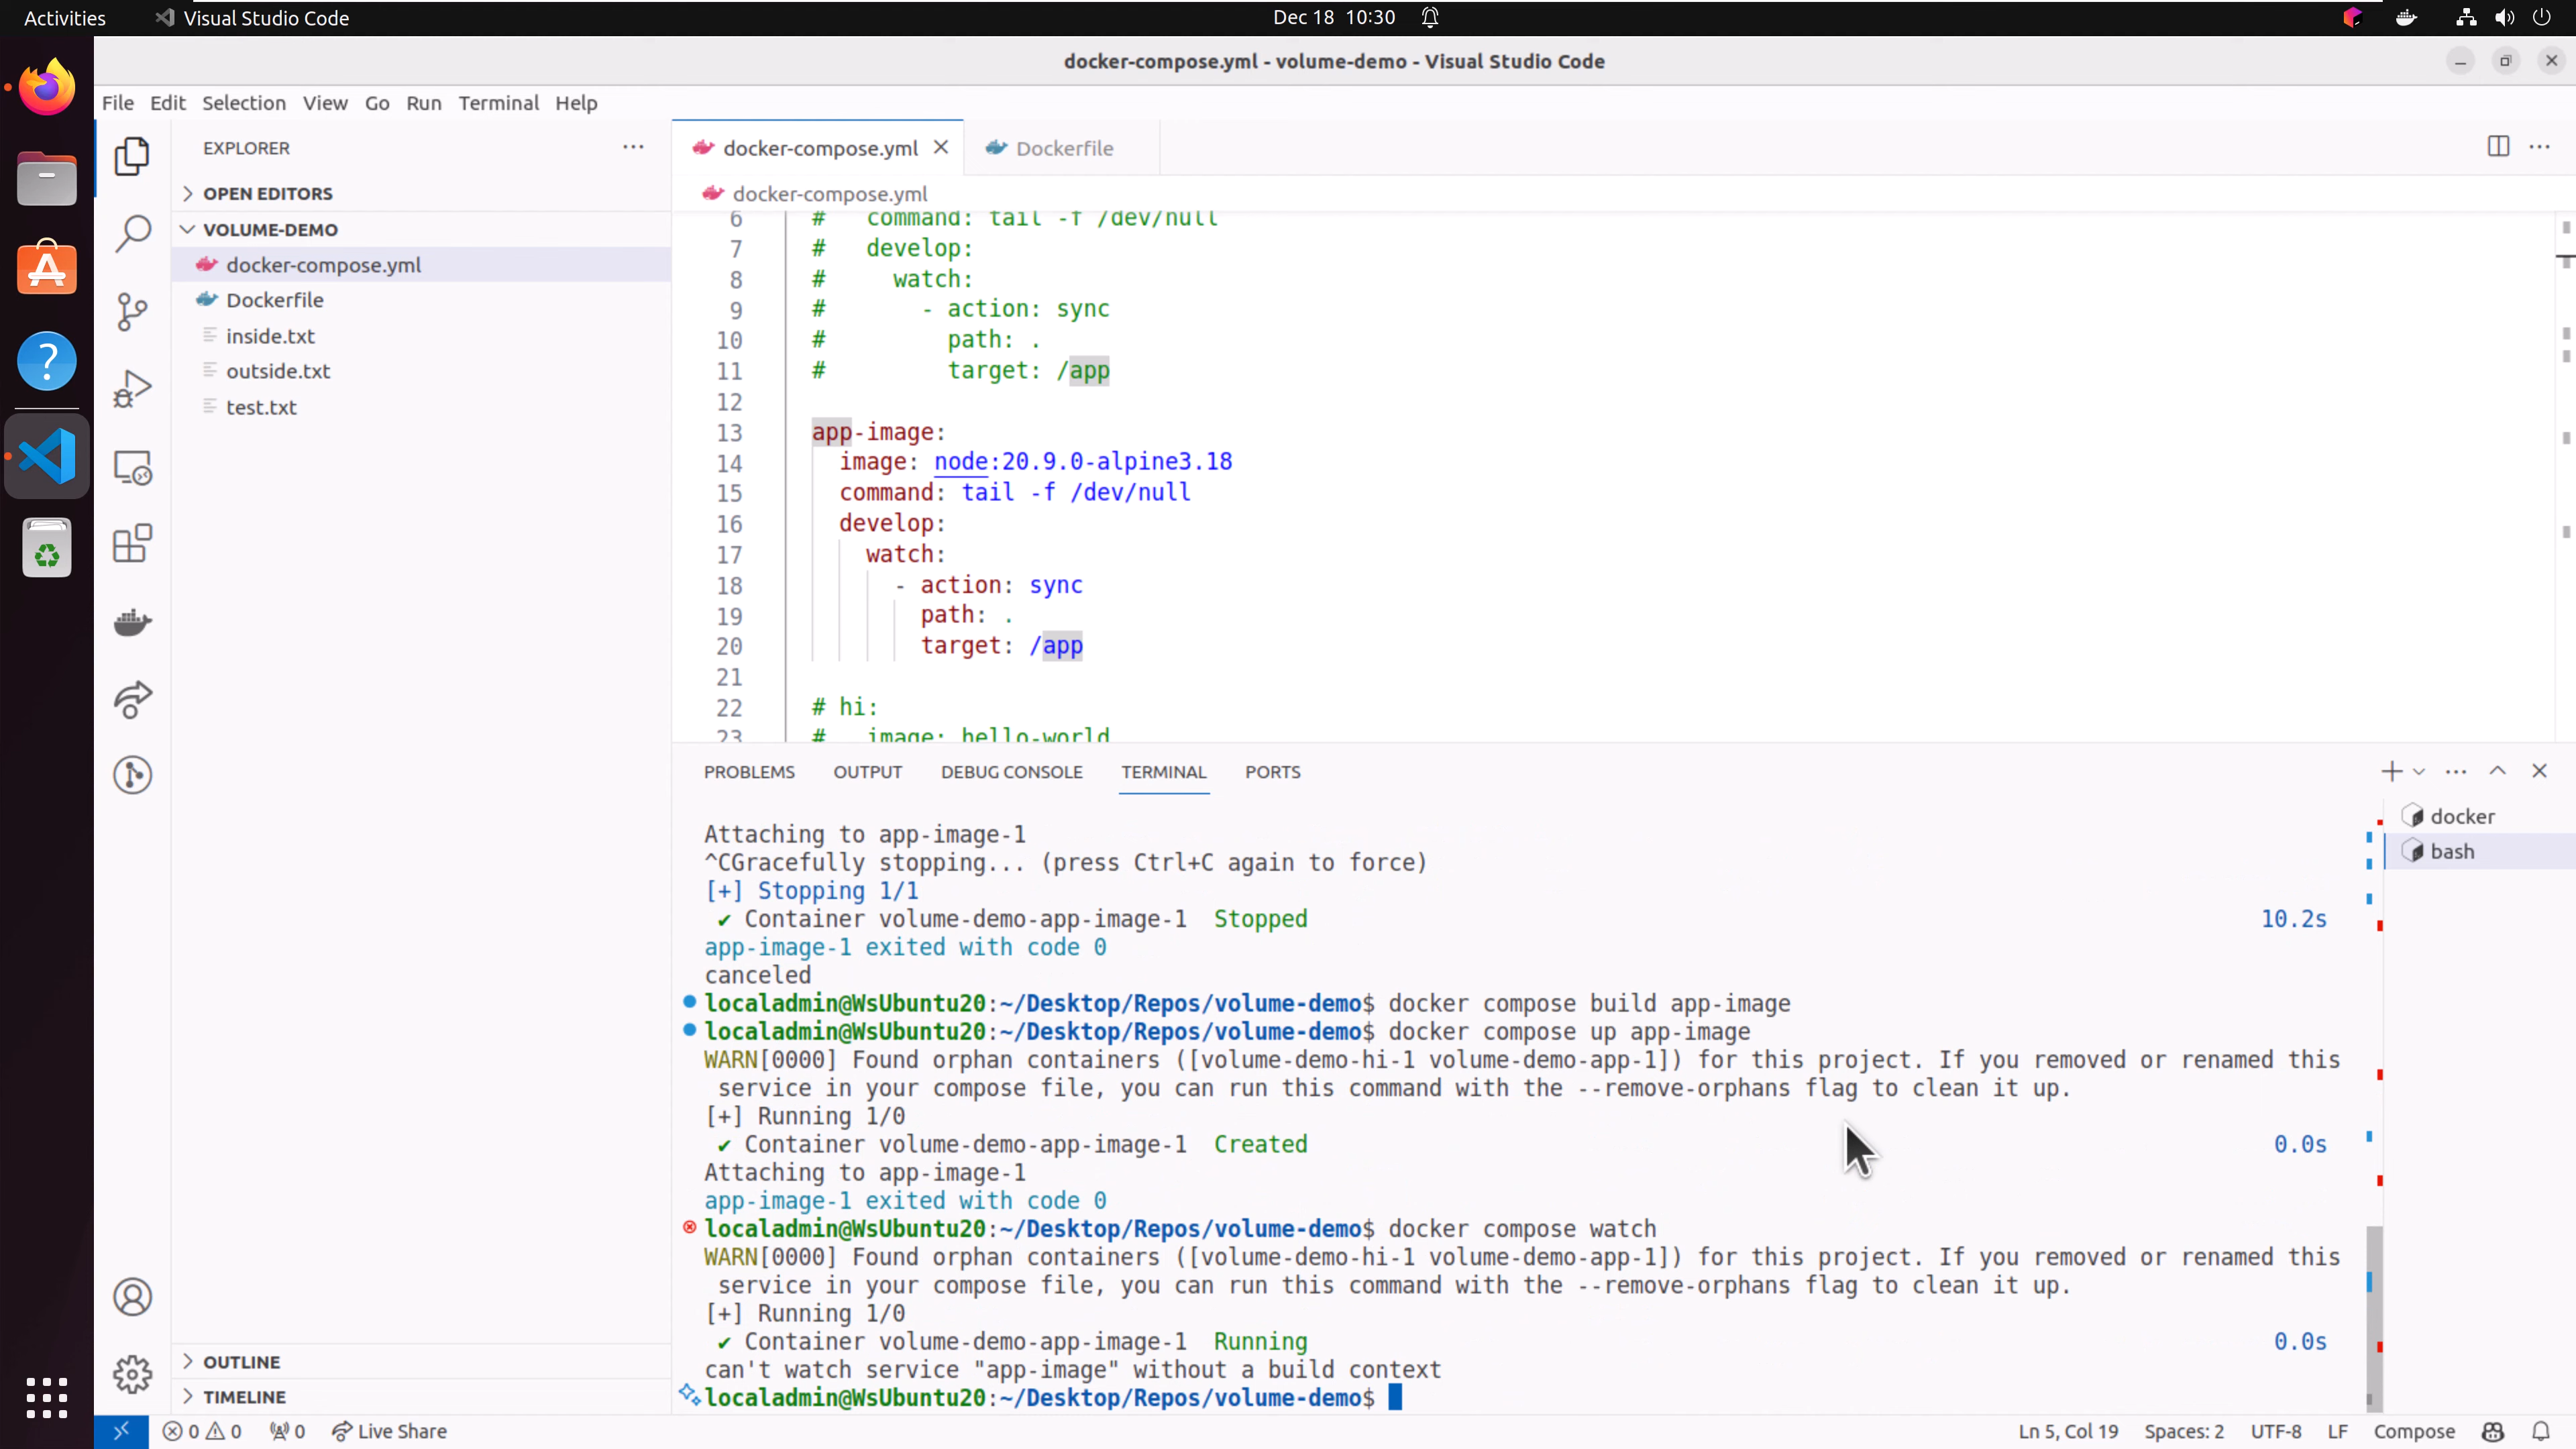 Activities
Visual Studio Code
Dec 18 10:30
docker-compose.yml - volume-demo - Visual Studio Code
File Edit Selection View Go Run Terminal Help
EXPLORER
OPEN EDITORS
VOLUME-DEMO
docker-compose.yml
Dockerfile
inside.txt
outside.txt
test.txt
OUTLINE
TIMELINE
docker-compose.yml
Dockerfile
docker-compose.yml
6 # command: tail -f /dev/null
7 # develop:
8 # watch:
9 # - action: sync
10 # path: .
11 # target: /app
12
13 app-image:
14 image: node:20.9.0-alpine3.18
15 command: tail -f /dev/null
16 develop:
17 watch:
18 - action: sync
19 path: .
20 target: /app
21
22 # hi:
23 # image: hello-world
PROBLEMS OUTPUT DEBUG CONSOLE TERMINAL PORTS
docker
bash
Attaching to app-image-1
^CGracefully stopping... (press Ctrl+C again to force)
[+] Stopping 1/1
✔ Container volume-demo-app-image-1 Stopped 10.2s
app-image-1 exited with code 0
canceled
localadmin@WsUbuntu20:~/Desktop/Repos/volume-demo$ docker compose build app-image
localadmin@WsUbuntu20:~/Desktop/Repos/volume-demo$ docker compose up app-image
WARN[0000] Found orphan containers ([volume-demo-hi-1 volume-demo-app-1]) for this project. If you removed or renamed this
service in your compose file, you can run this command with the --remove-orphans flag to clean it up.
[+] Running 1/0
✔ Container volume-demo-app-image-1 Created 0.0s
Attaching to app-image-1
app-image-1 exited with code 0
localadmin@WsUbuntu20:~/Desktop/Repos/volume-demo$ docker compose watch
WARN[0000] Found orphan containers ([volume-demo-hi-1 volume-demo-app-1]) for this project. If you removed or renamed this
service in your compose file, you can run this command with the --remove-orphans flag to clean it up.
[+] Running 1/0
✔ Container volume-demo-app-image-1 Running 0.0s
can't watch service "app-image" without a build context
localadmin@WsUbuntu20:~/Desktop/Repos/volume-demo$
0 0 0 Live Share
Ln 5, Col 19 Spaces: 2 UTF-8 LF Compose